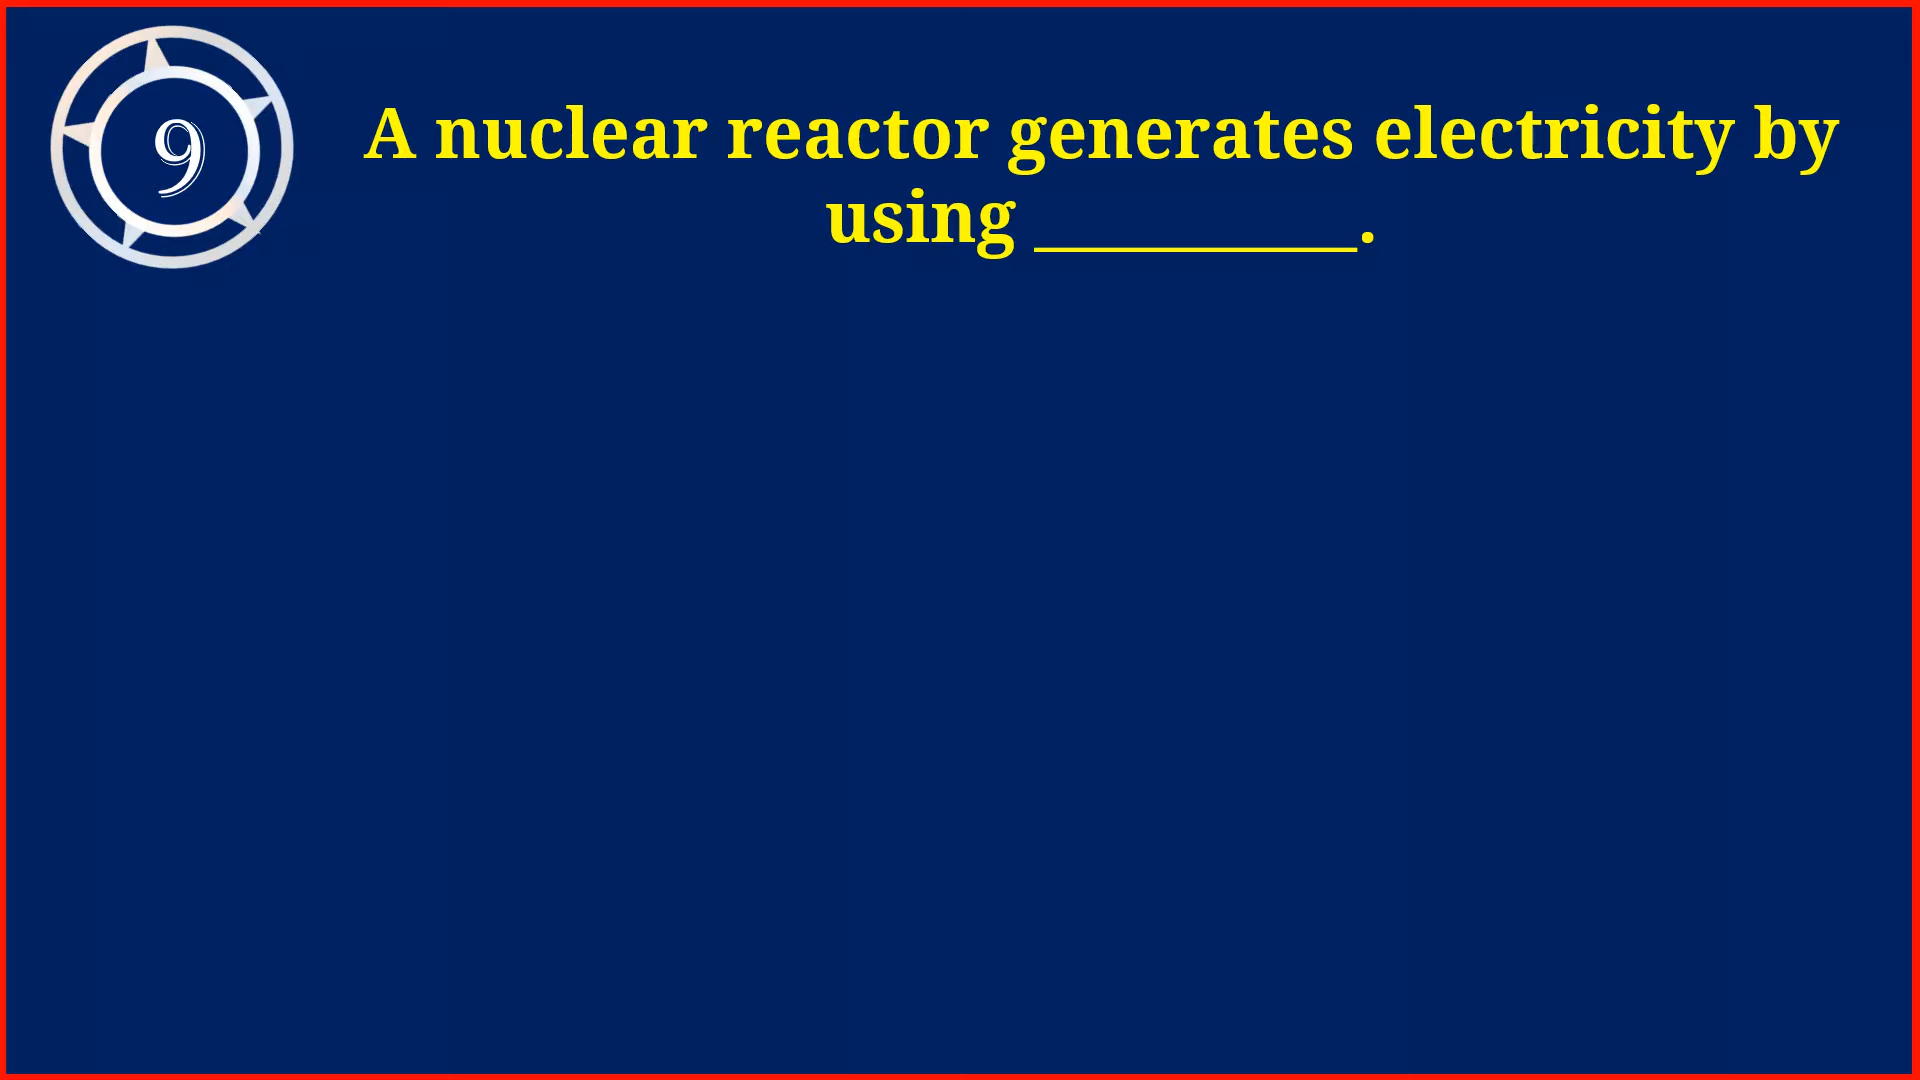 9
A nuclear reactor generates electricity by
using __________.